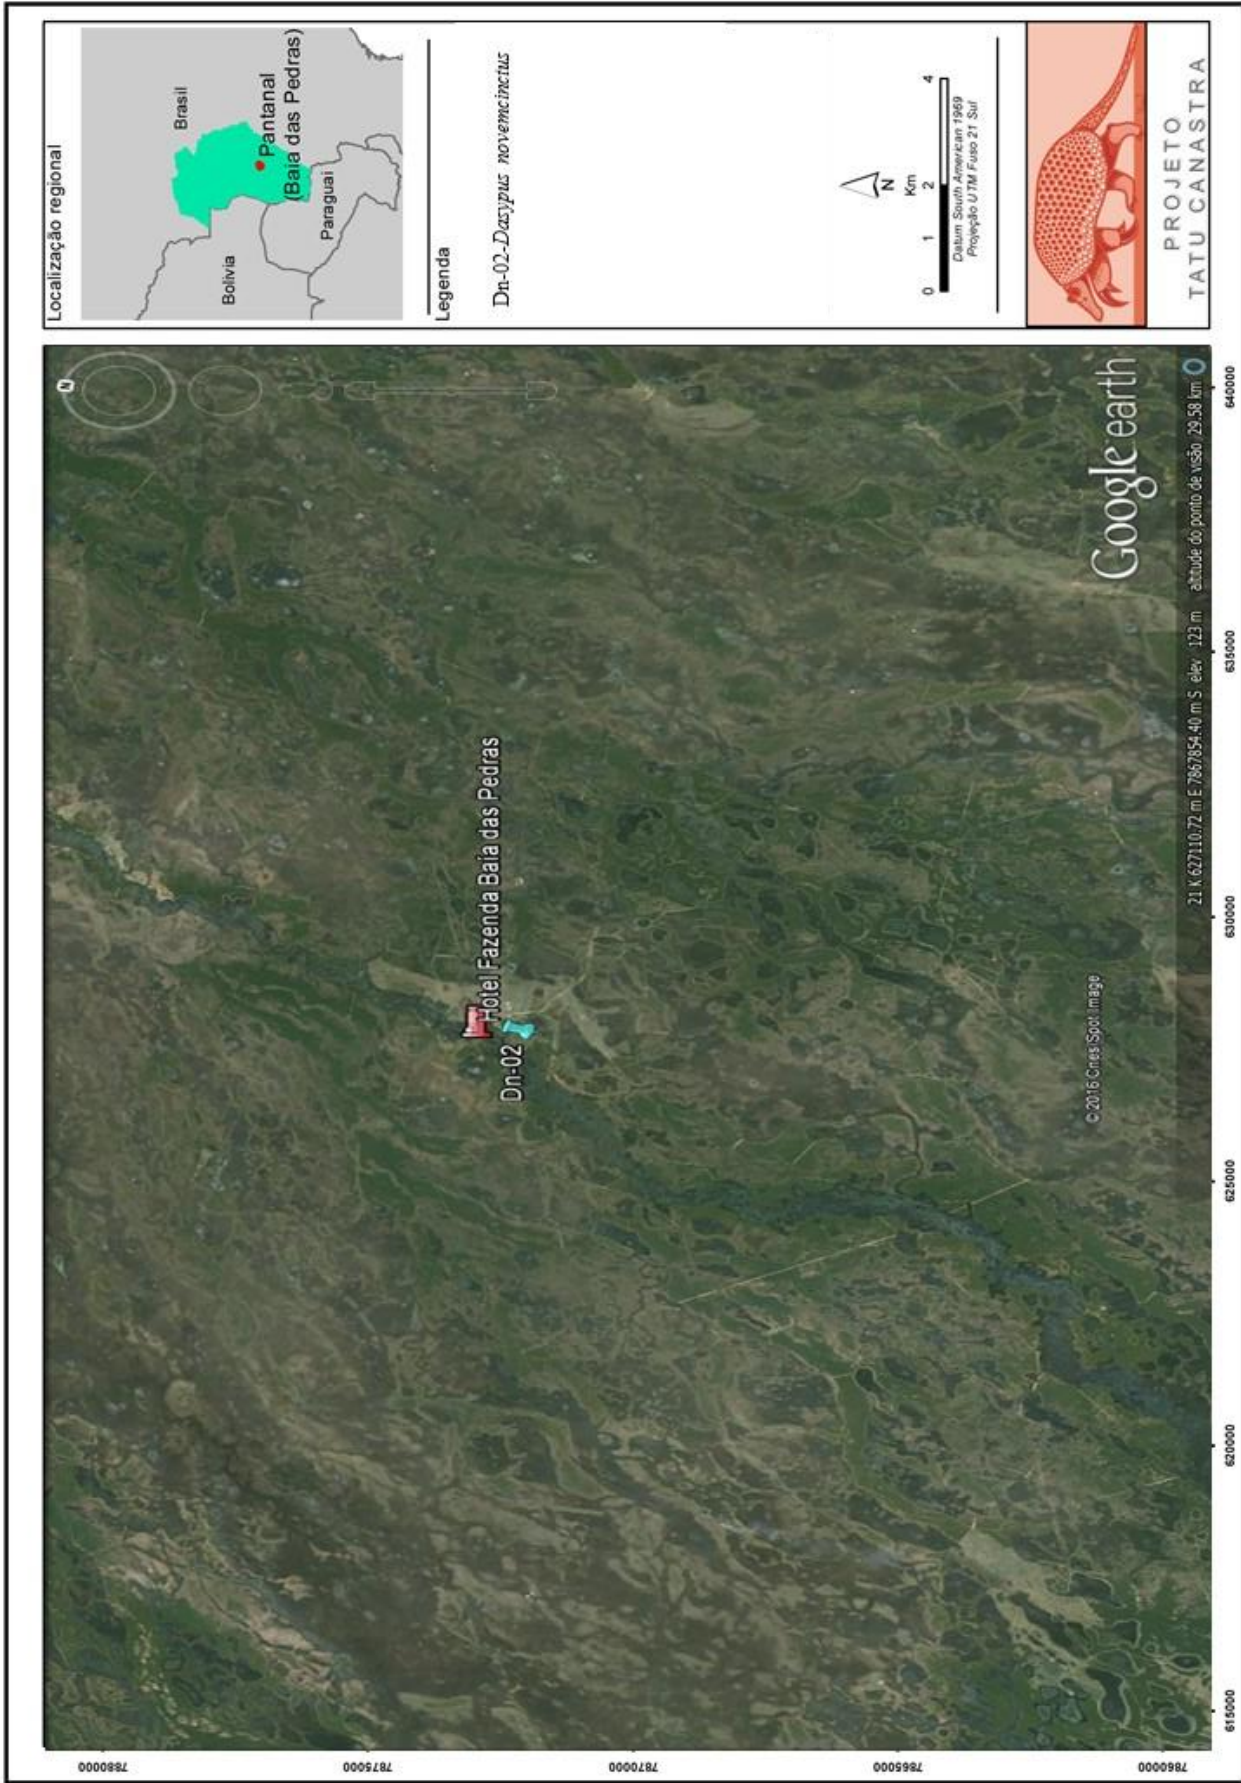 Localização regional
Brasil
Bolivia
Pantanal
(Baia das Pedras)
Paraguai
Legenda
Dn-02-Dasypus novemcinctus
N
Km
0 1 2 4
Datum South American 1969
Projeção UTM Fuso 21 Sul
PROJETO
TATU CANASTRA
N
Hotel Fazenda Baía das Pedras
Dn-02
© 2016 Cnes/Spot Image
Google earth
21 K 627110.72 m E 7867854.40 m S elev 123 m altitude do ponto de visão 29.58 km
7880000
7875000
7870000
7865000
7860000
615000 620000 625000 630000 635000 640000